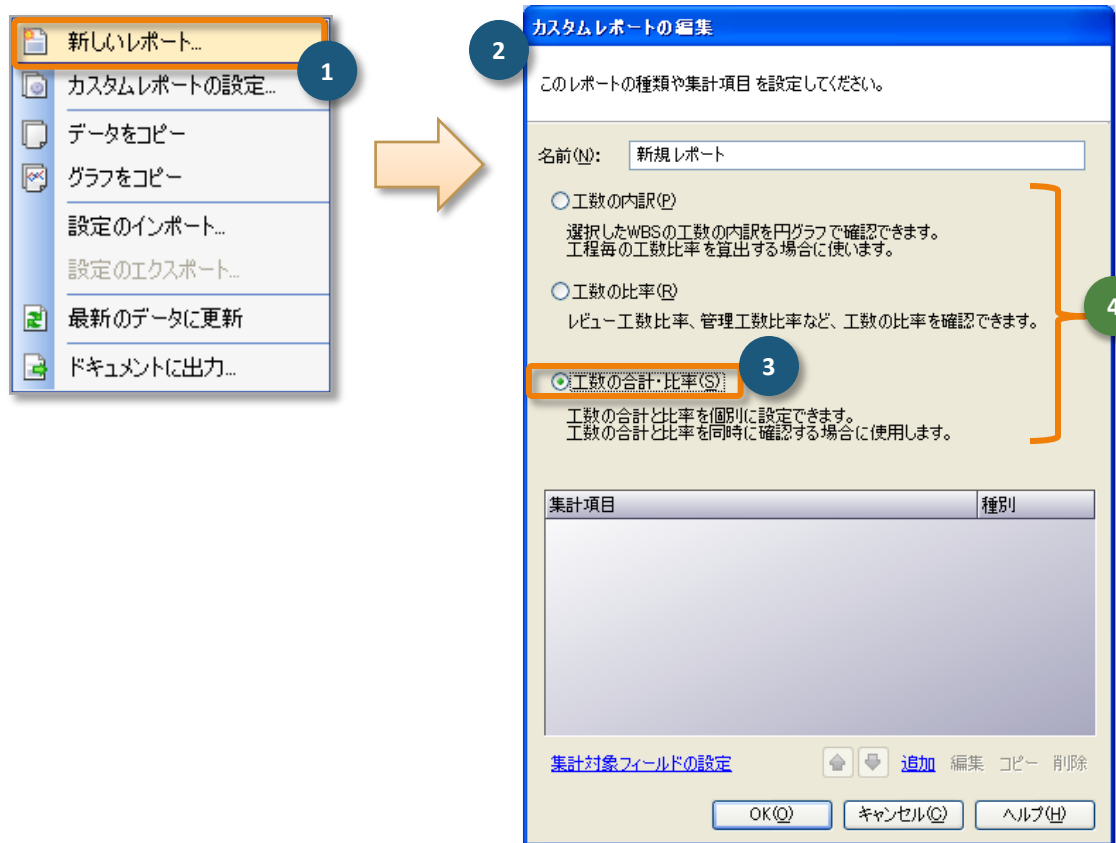 新しいレポート...
1
カスタムレポートの設定...
データをコピー
グラフをコピー
設定のインポート...
設定のエクスポート...
最新のデータに更新
ドキュメントに出力...
2
カスタムレポートの編集
このレポートの種類や集計項目を設定してください。
名前(N): 新規レポート
工数の内訳(P)
選択したWBSの工数の内訳を円グラフで確認できます。
工程毎の工数比率を算出する場合に使います。
工数の比率(R)
レビュー工数比率、管理工数比率など、工数の比率を確認できます。
4
工数の合計・比率(S)
3
工数の合計と比率を個別に設定できます。
工数の合計と比率を同時に確認する場合に使用します。
集計項目 種別
集計対象フィールドの設定 追加 編集 コピー 削除
OK(O) キャンセル(C) ヘルプ(H)